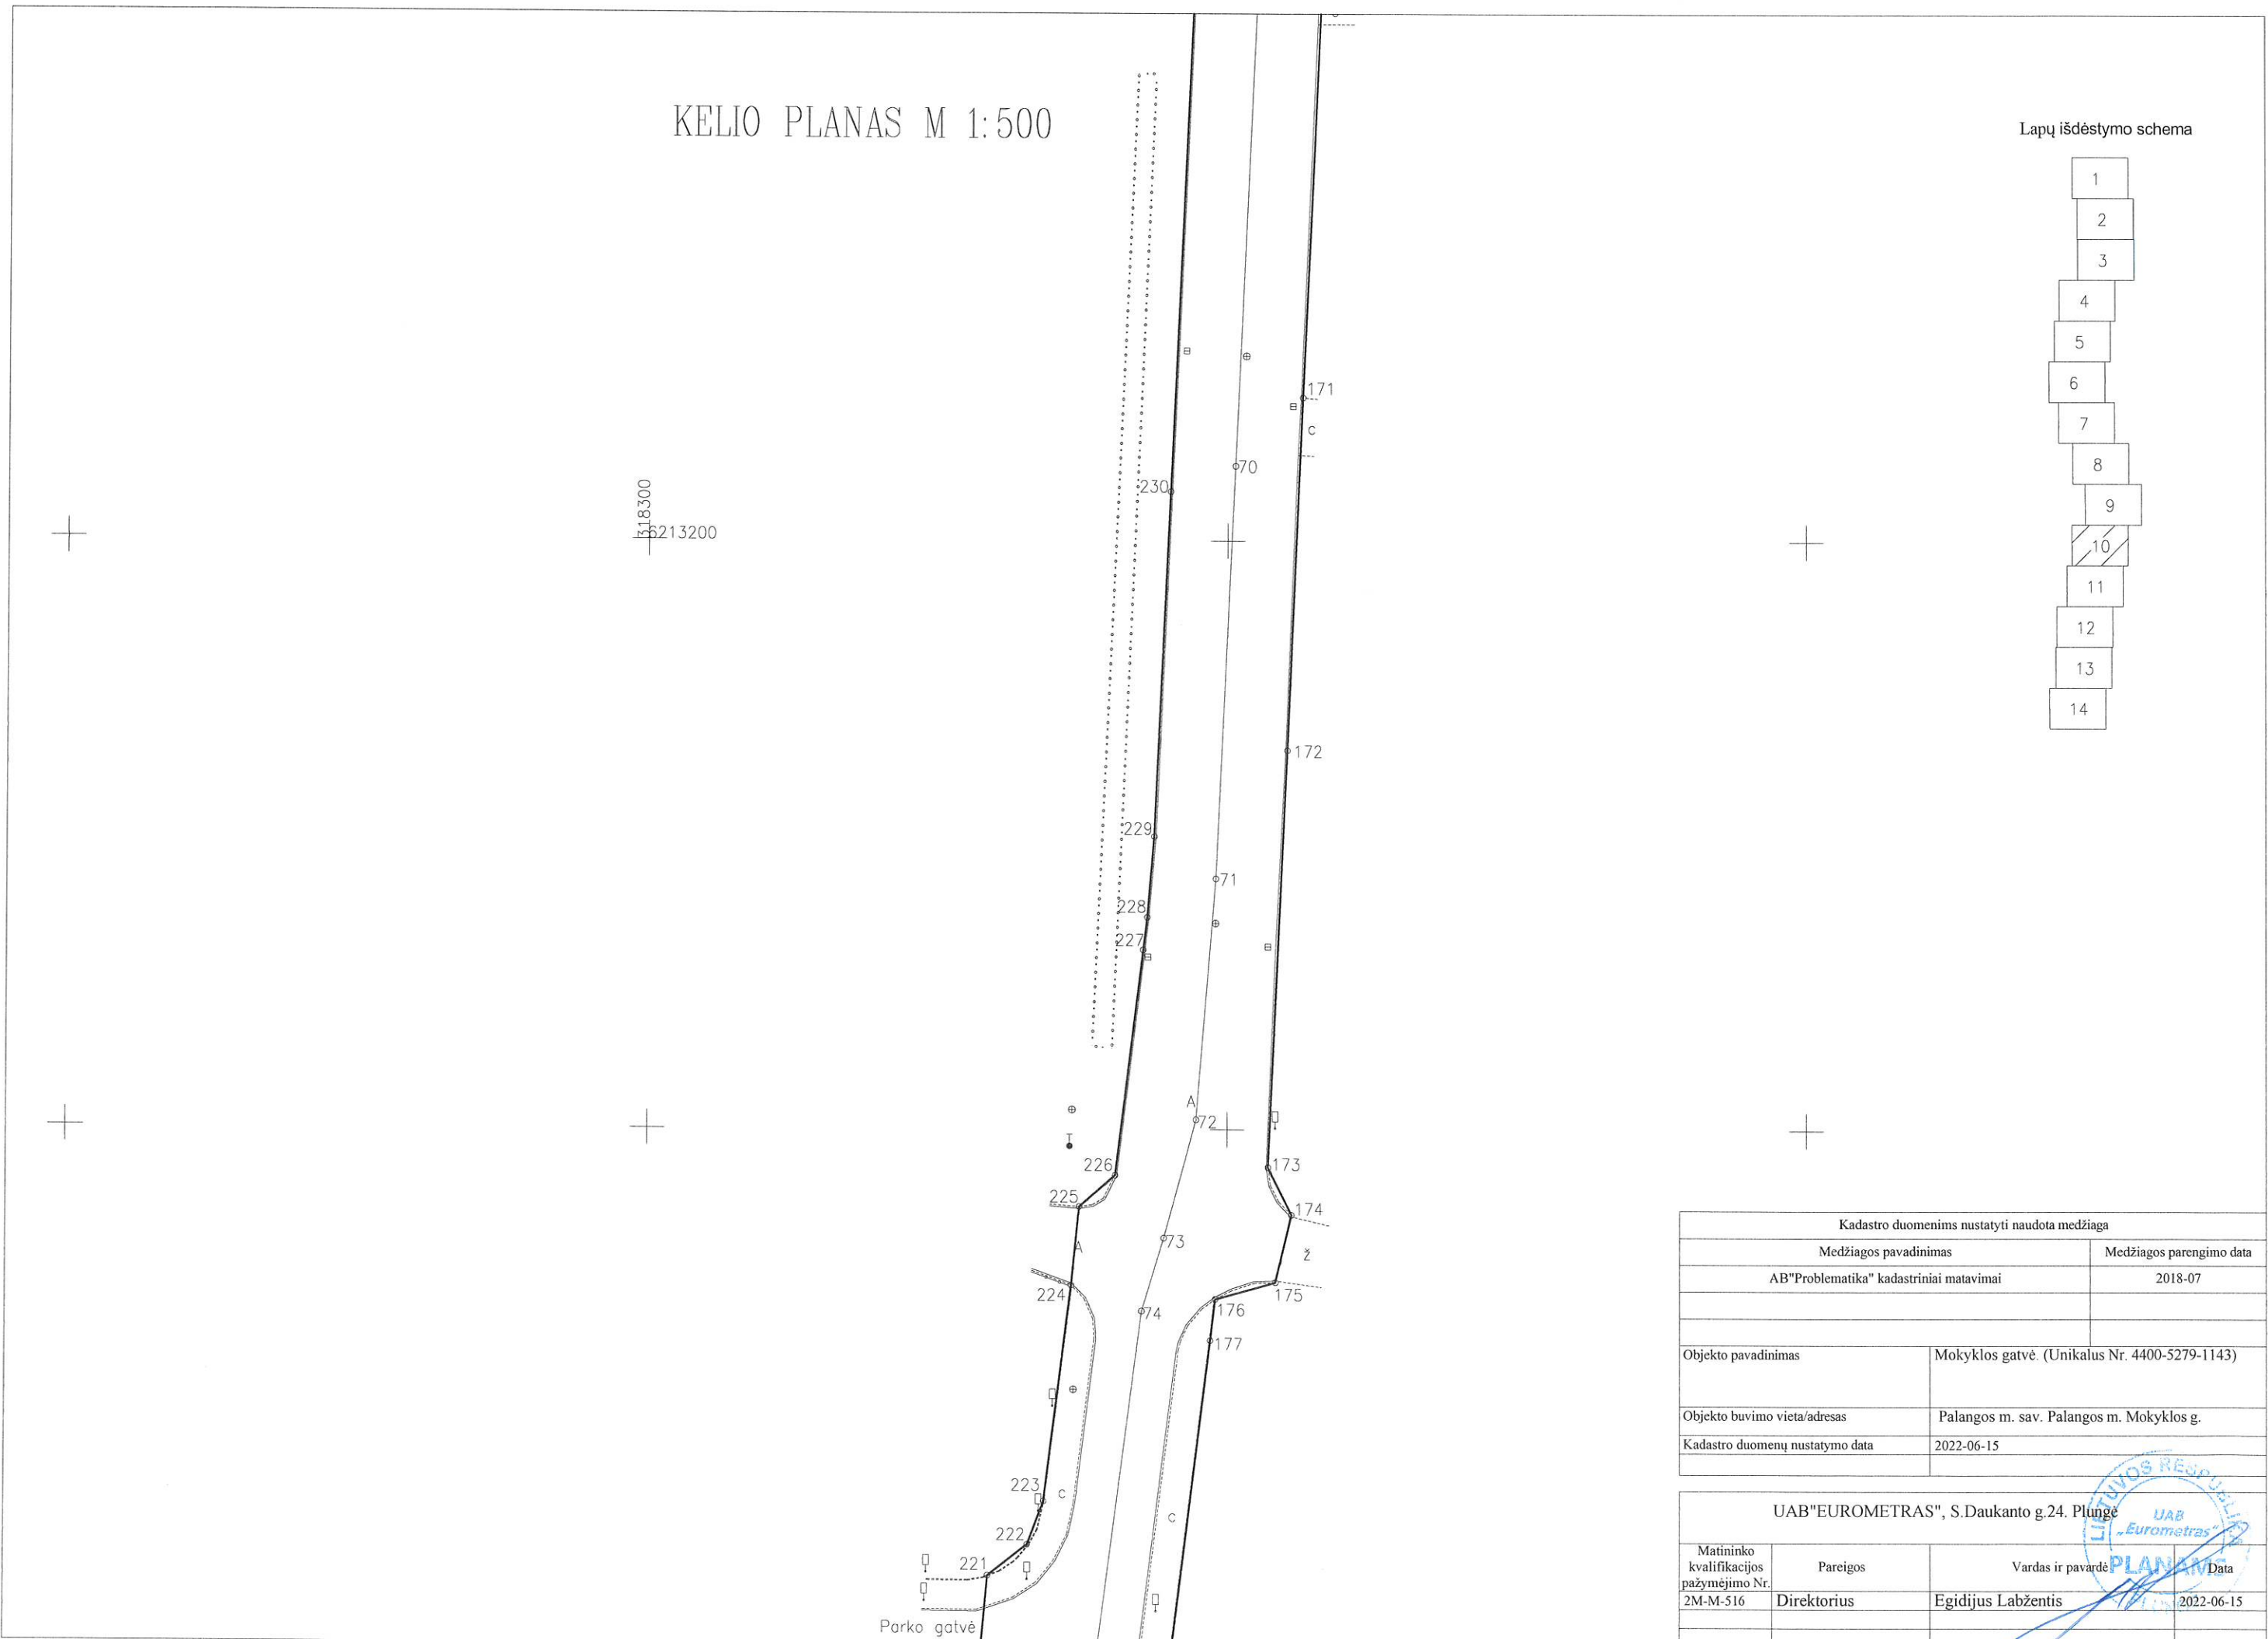 KELIO PLANAS M 1:500
Lapų išdėstymo schema
1
2
3
4
5
6
7
8
9
10
11
12
13
14
171
C
70
230
318300
6213200
172
229
71
228
227
A
72
226
173
225
174
A
73
Ž
224
74
175
176
177
223
C
C
222
221
Parko gatvė
Kadastro duomenims nustatyti naudota medžiaga
Medžiagos pavadinimas
Medžiagos parengimo data
AB"Problematika" kadastriniai matavimai
2018-07
Objekto pavadinimas
Mokyklos gatvė. (Unikalus Nr. 4400-5279-1143)
Objekto buvimo vieta/adresas
Palangos m. sav. Palangos m. Mokyklos g.
Kadastro duomenų nustatymo data
2022-06-15
UAB"EUROMETRAS", S.Daukanto g.24. Plungė
Matininko
kvalifikacijos
pažymėjimo Nr.
Pareigos
Vardas ir pavardė
Data
2M-M-516
Direktorius
Egidijus Labžentis
2022-06-15
LIETUVOS RESPUBLIKA
UAB
„Eurometras"
PLANAMS